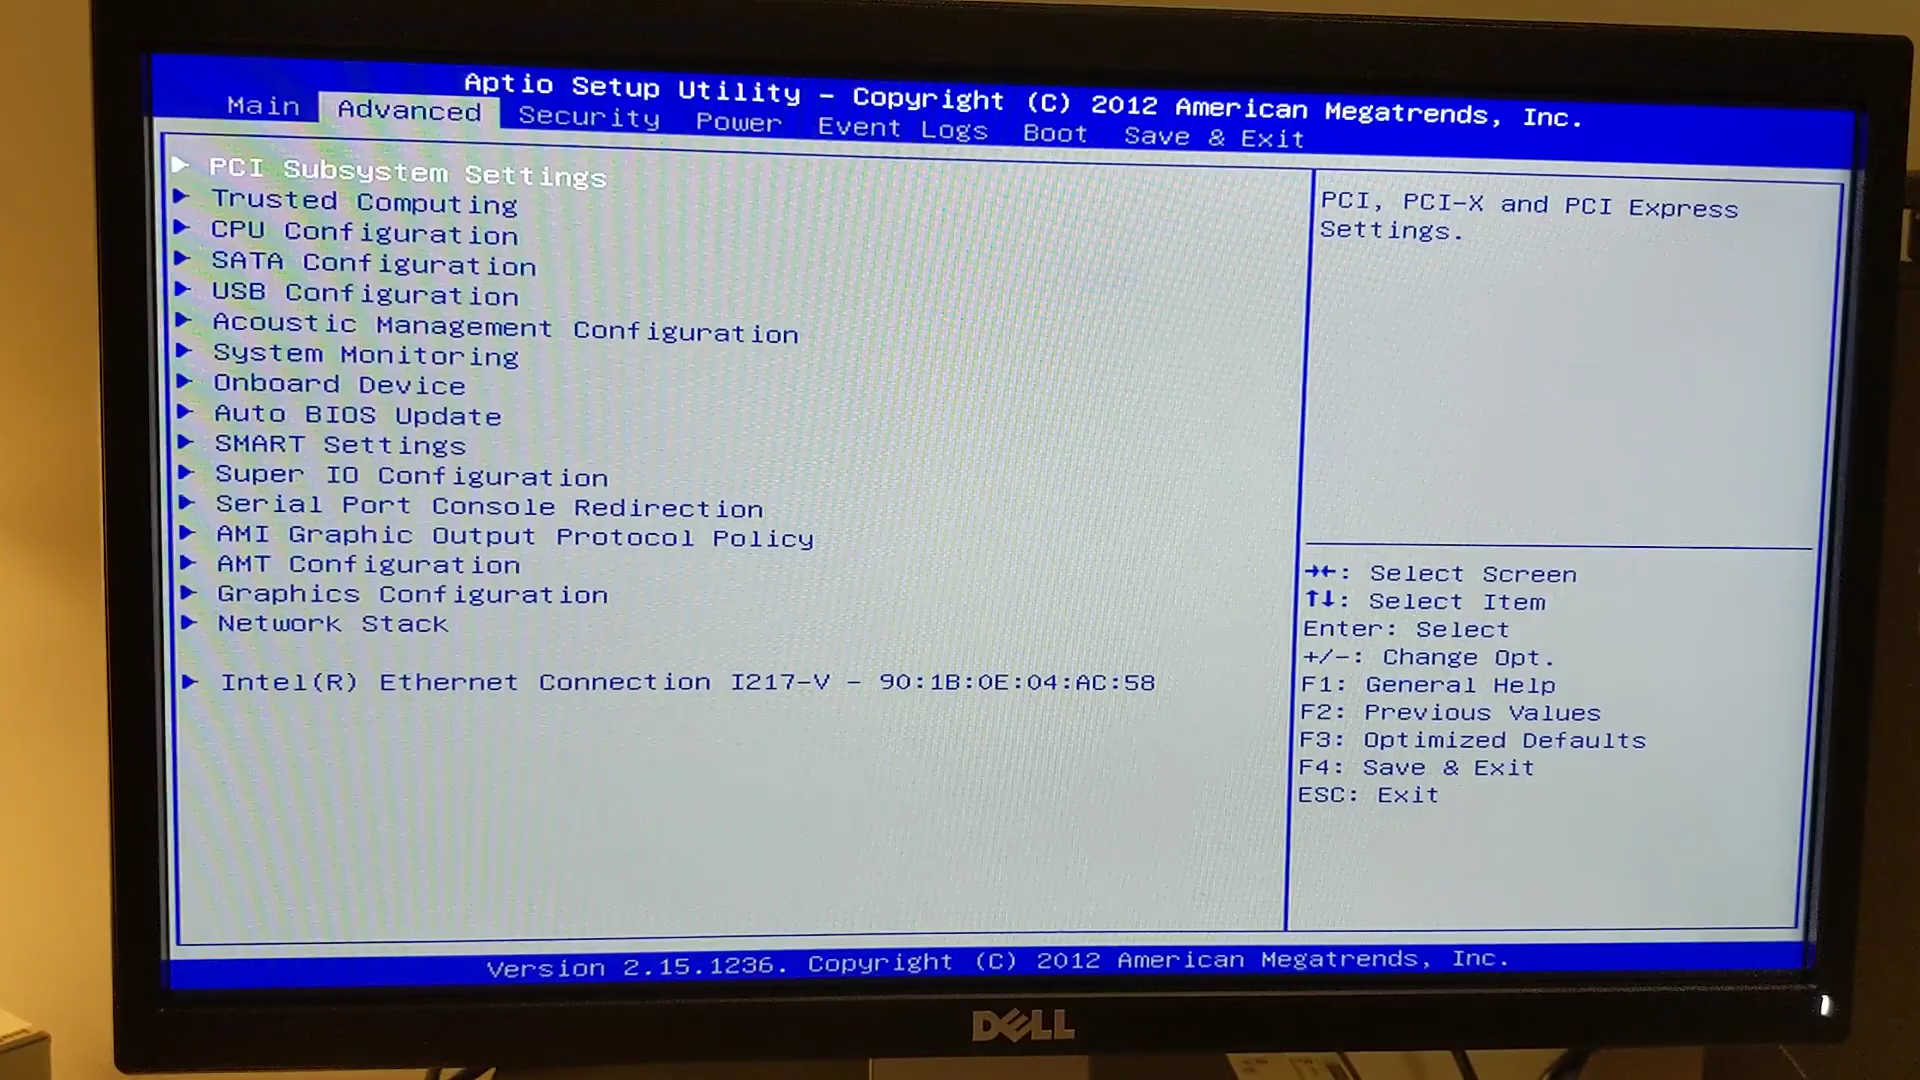 Aptio Setup Utility – Copyright (C) 2012 American Megatrends, Inc.
Main Advanced Security Power Event Logs Boot Save & Exit
PCI Subsystem Settings
Trusted Computing
CPU Configuration
SATA Configuration
USB Configuration
Acoustic Management Configuration
System Monitoring
Onboard Device
Auto BIOS Update
SMART Settings
Super IO Configuration
Serial Port Console Redirection
AMI Graphic Output Protocol Policy
AMT Configuration
Graphics Configuration
Network Stack
Intel(R) Ethernet Connection I217-V – 90:1B:0E:04:AC:58
PCI, PCI-X and PCI Express
Settings.
→←: Select Screen
↑↓: Select Item
Enter: Select
+/-: Change Opt.
F1: General Help
F2: Previous Values
F3: Optimized Defaults
F4: Save & Exit
ESC: Exit
Version 2.15.1236. Copyright (C) 2012 American Megatrends, Inc.
DELL